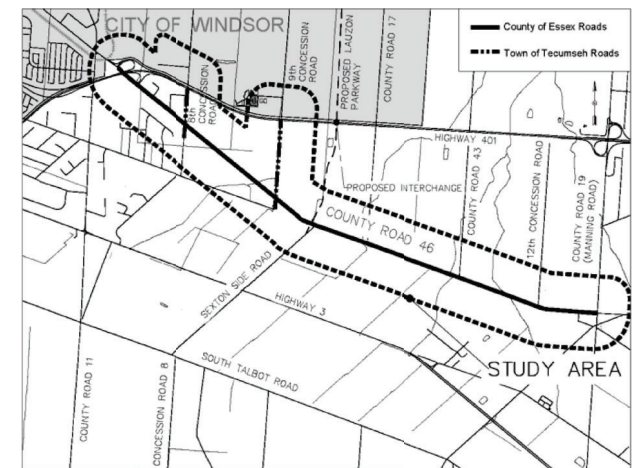 CITY OF WINDSOR
County of Essex Roads
Town of Tecumseh Roads
8th
CONCESSION
ROAD
9th
CONCESSION
ROAD
PROPOSED LAUZON
PARKWAY
COUNTY ROAD 17
HIGHWAY 401
PROPOSED INTERCHANGE
COUNTY ROAD 43
12th CONCESSION ROAD
COUNTY ROAD 19
(MANNING ROAD)
COUNTY ROAD 46
SEXTON SIDE ROAD
HIGHWAY 3
STUDY AREA
SOUTH TALBOT ROAD
COUNTY ROAD 11
CONCESSION ROAD 8